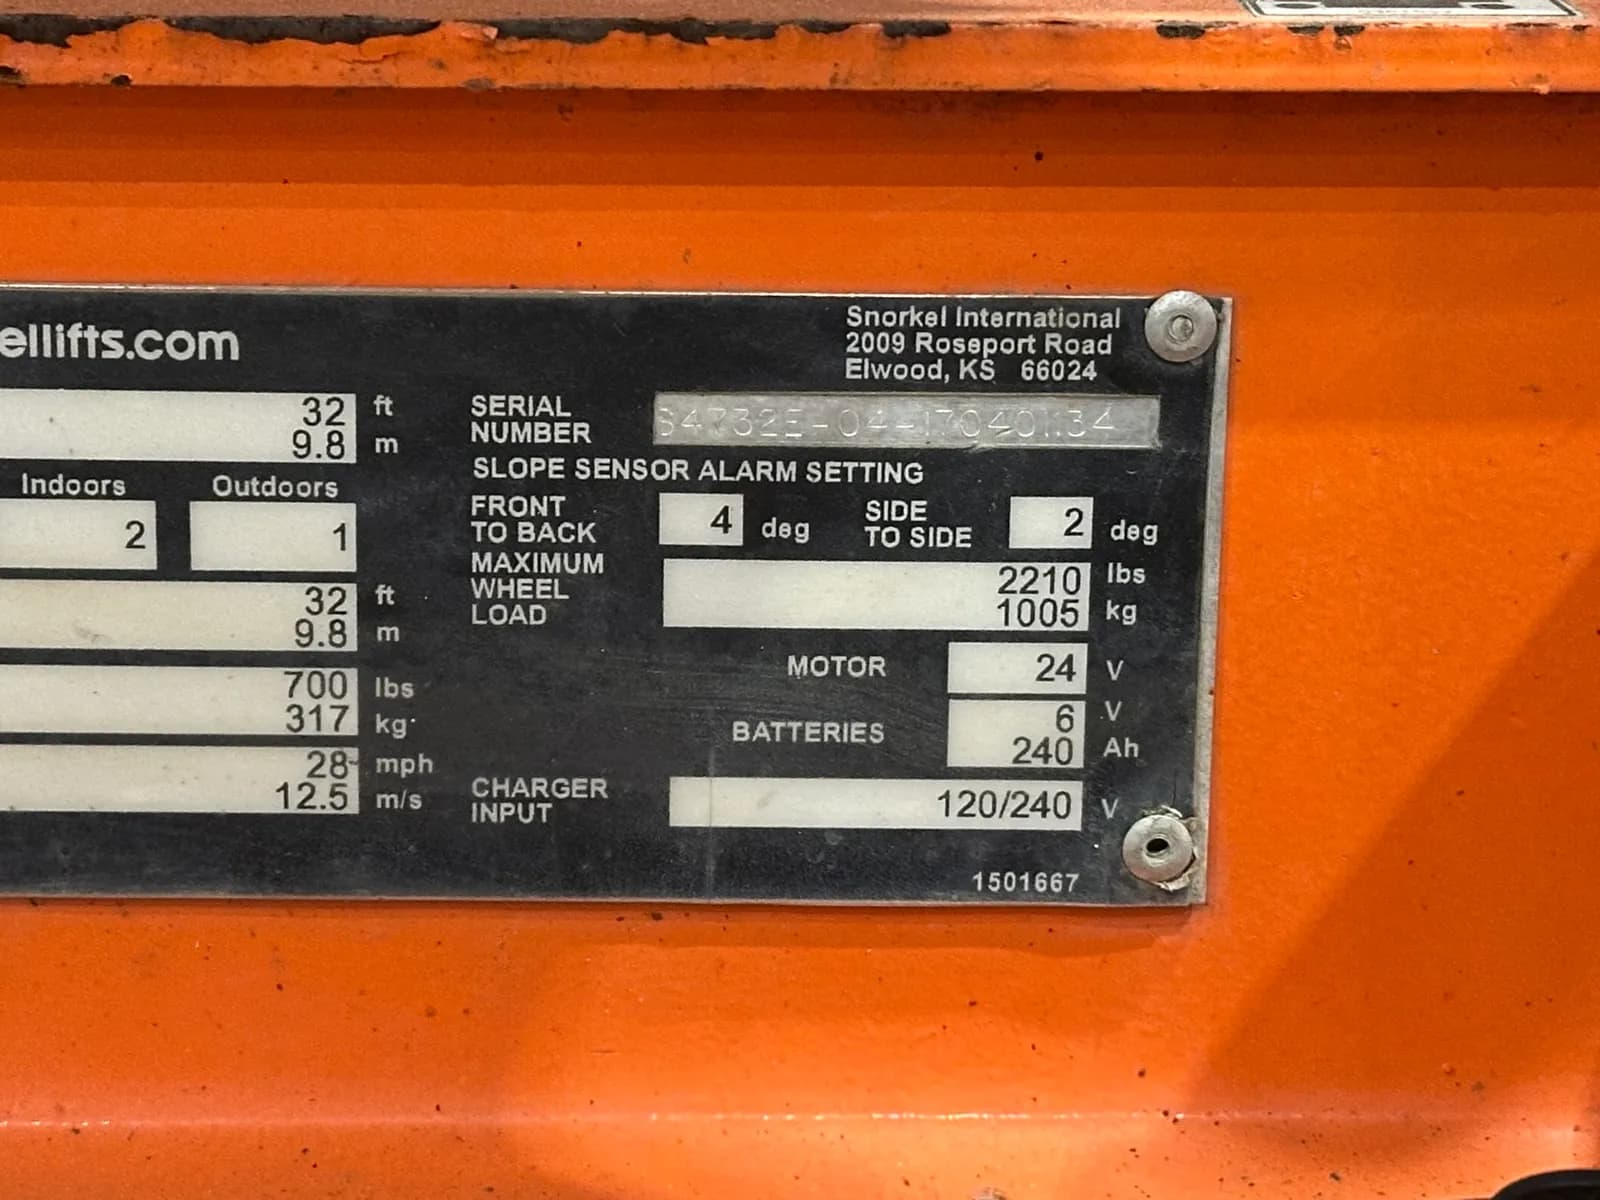 ellifts.com
Snorkel International
2009 Roseport Road
Elwood, KS 66024
32 ft
9.8 m
Indoors Outdoors
2 1
32 ft
9.8 m
700 lbs
317 kg
28 mph
12.5 m/s
SERIAL
NUMBER
S4732E-04-170401134
SLOPE SENSOR ALARM SETTING
FRONT
TO BACK
4 deg
SIDE
TO SIDE
2 deg
MAXIMUM
WHEEL
LOAD
2210 lbs
1005 kg
MOTOR 24 V
BATTERIES
6 V
240 Ah
CHARGER
INPUT
120/240 V
1501667